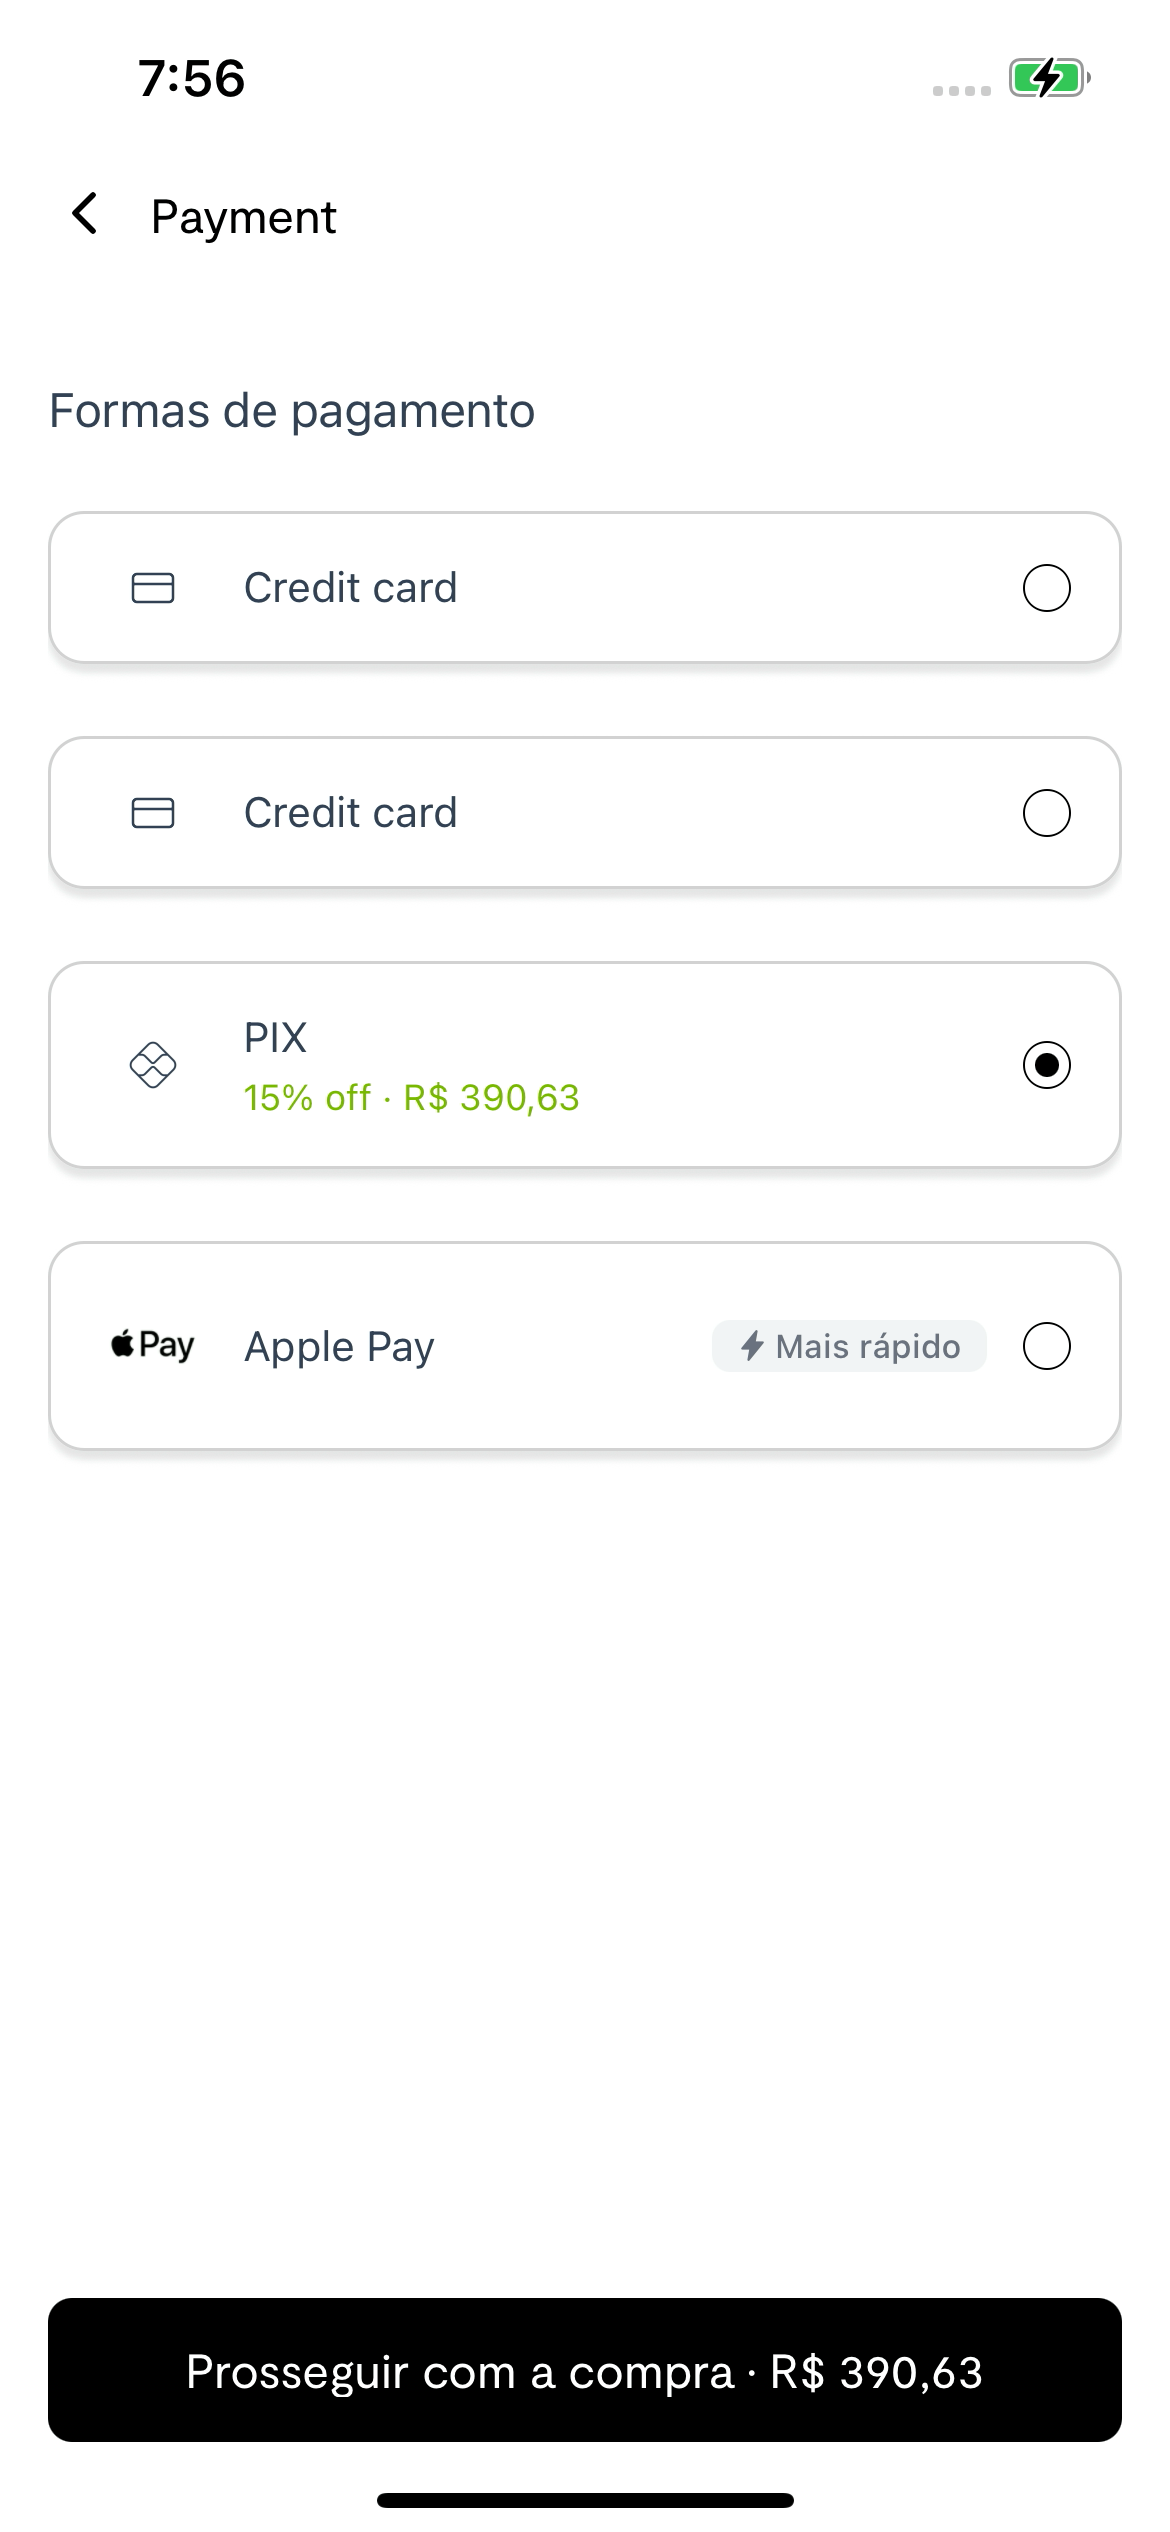 7:56
Payment
Formas de pagamento
Credit card
Credit card
PIX
15% off · R$ 390,63
Pay Apple Pay Mais rápido
Prosseguir com a compra · R$ 390,63